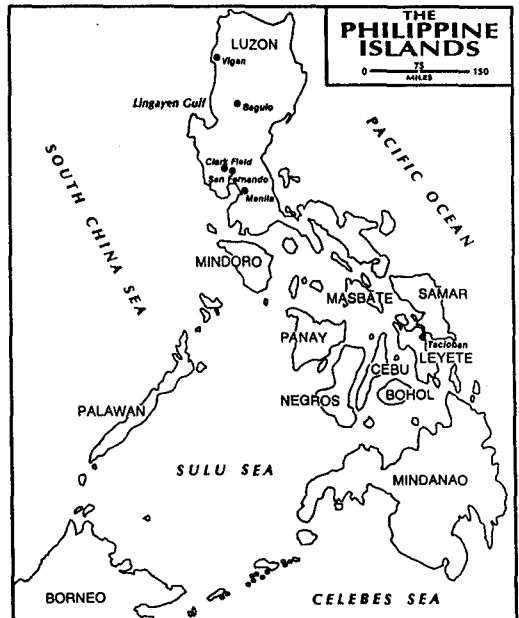 THE
PHILIPPINE
ISLANDS
0 75 150
MILES
LUZON
Vigan
Lingayen Gulf
Baguio
PACIFIC OCEAN
SOUTH CHINA SEA
Clark Field
San Fernando
Manila
MINDORO
MASBATE
SAMAR
PANAY
Tacloban
LEYETE
CEBU
NEGROS
BOHOL
PALAWAN
SULU SEA
MINDANAO
BORNEO
CELEBES SEA